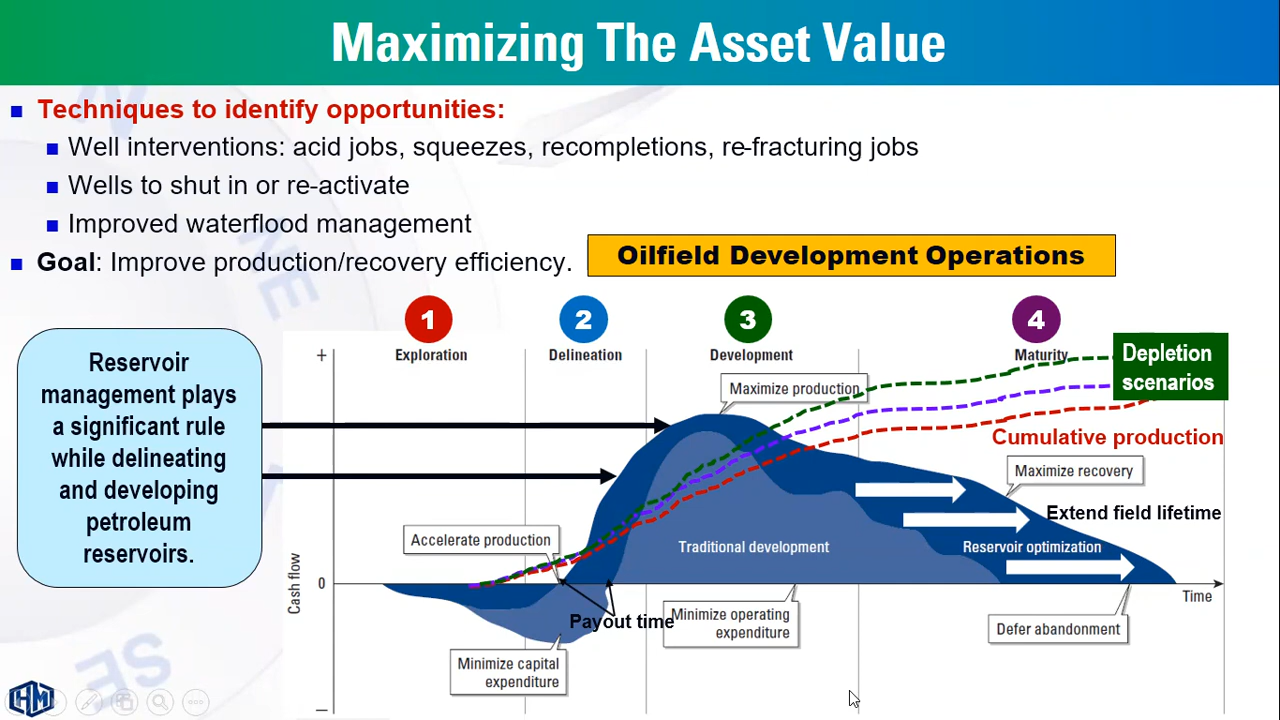 Maximizing The Asset Value
Techniques to identify opportunities:
Well interventions: acid jobs, squeezes, recompletions, re-fracturing jobs
Wells to shut in or re-activate
Improved waterflood management
Goal: Improve production/recovery efficiency.
Oilfield Development Operations
Reservoir
management plays
a significant rule
while delineating
and developing
petroleum
reservoirs.
1
2
3
4
Exploration
Delineation
Development
Maturity
Depletion
scenarios
+
Maximize production
Cumulative production
Maximize recovery
Extend field lifetime
Accelerate production
Traditional development
Reservoir optimization
Cash flow
0
Time
Payout time
Minimize operating
expenditure
Defer abandonment
Minimize capital
expenditure
–
HM
NE
SE